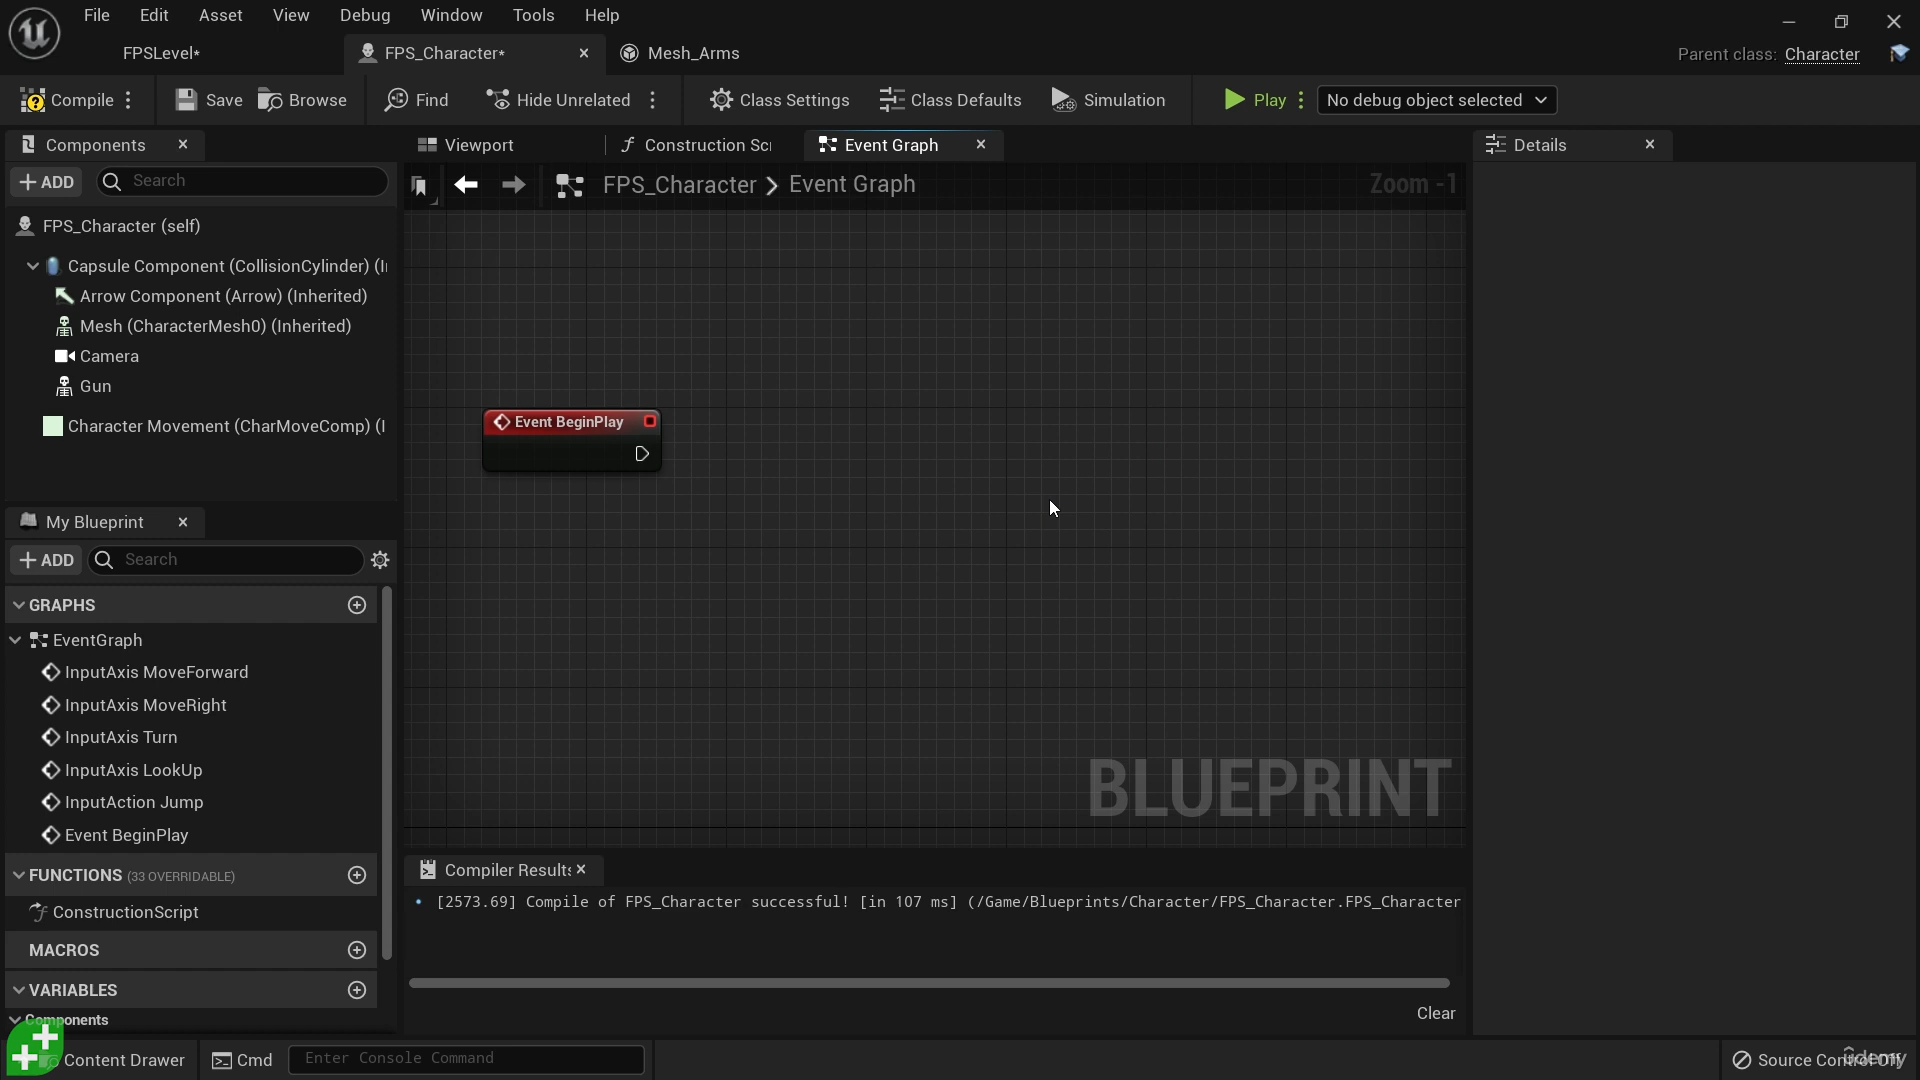 File Edit Asset View Debug Window Tools Help
FPSLevel* FPS_Character* Mesh_Arms Parent class: Character
Compile Save Browse Find Hide Unrelated Class Settings Class Defaults Simulation Play No debug object selected
Components Viewport Construction Scr Event Graph Details
+ ADD Search FPS_Character > Event Graph Zoom -1
FPS_Character (self)
Capsule Component (CollisionCylinder) (I
Arrow Component (Arrow) (Inherited)
Mesh (CharacterMesh0) (Inherited)
Camera
Gun
Event BeginPlay
Character Movement (CharMoveComp) (I
My Blueprint
+ ADD Search
GRAPHS
EventGraph
InputAxis MoveForward
InputAxis MoveRight
InputAxis Turn
InputAxis LookUp
InputAction Jump
Event BeginPlay
BLUEPRINT
FUNCTIONS (33 OVERRIDABLE)
ConstructionScript
MACROS
VARIABLES
Components
Compiler Results
[2573.69] Compile of FPS_Character successful! [in 107 ms] (/Game/Blueprints/Character/FPS_Character.FPS_Character
Clear
Content Drawer Cmd Enter Console Command Source Control Off
udemy